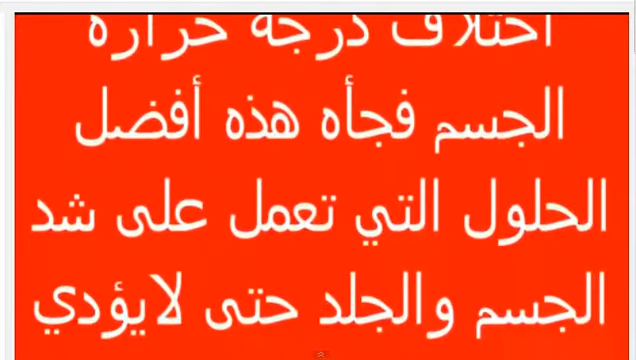 اختلاف درجة حرارة
الجسم فجأه هذه أفضل
الحلول التي تعمل على شد
الجسم والجلد حتى لايؤدي